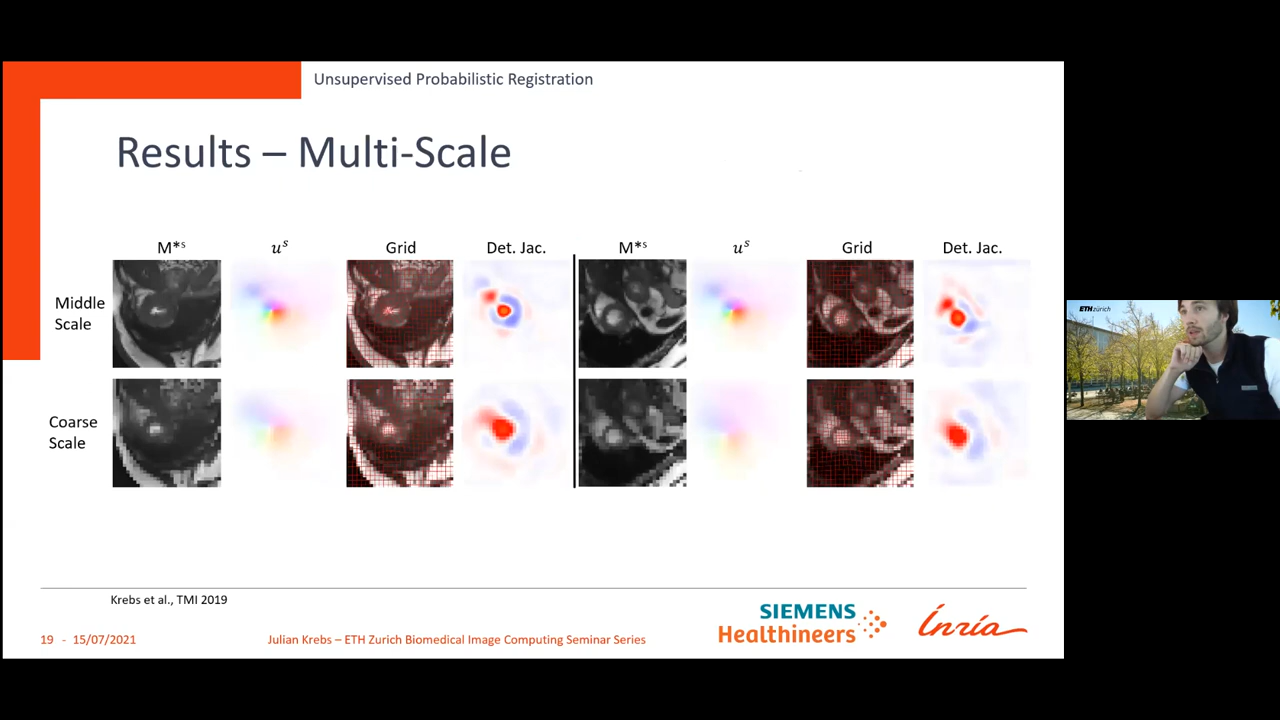 Unsupervised Probabilistic Registration
Results – Multi-Scale
M*ˢ uˢ Grid Det. Jac. M*ˢ uˢ Grid Det. Jac.
Middle
Scale
Coarse
Scale
Krebs et al., TMI 2019
19 - 15/07/2021
Julian Krebs – ETH Zurich Biomedical Image Computing Seminar Series
SIEMENS
Healthineers
Inria
ETH zürich